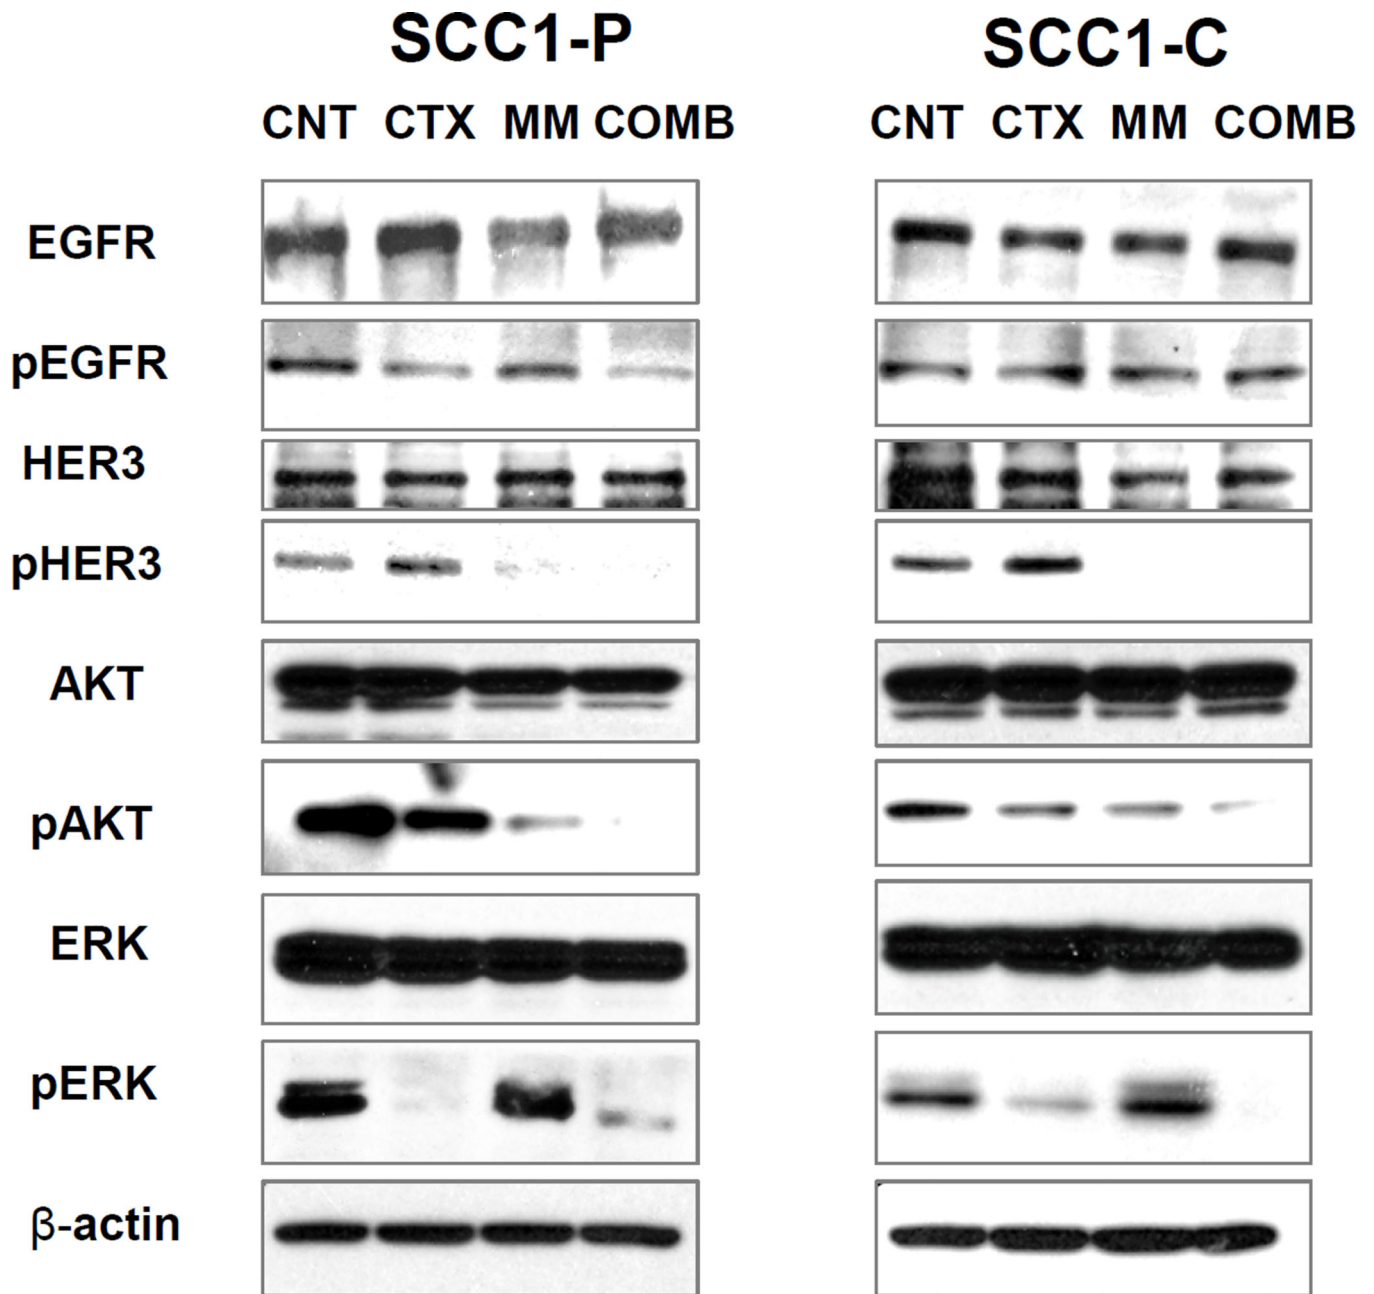 SCC1-P SCC1-C
CNT CTX MM COMB CNT CTX MM COMB
EGFR
pEGFR
HER3
pHER3
AKT
pAKT
ERK
pERK
β-actin